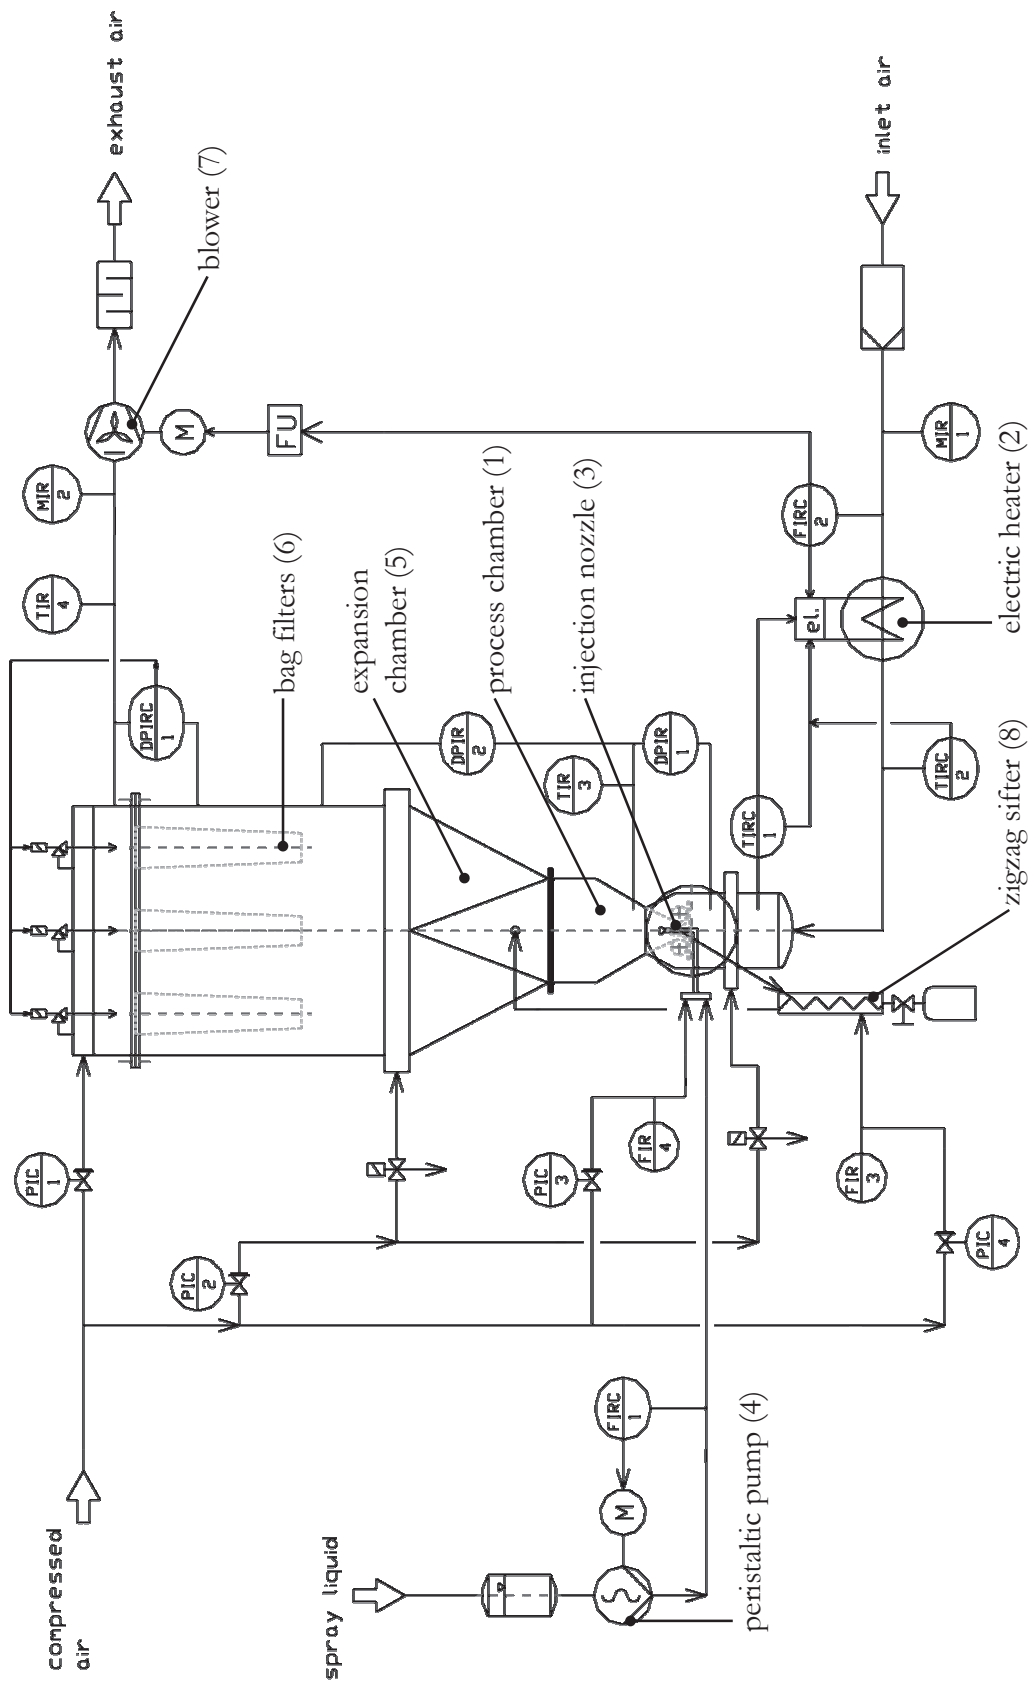 exhaust air
blower (7)
M
FU
MIR
2
TIR
4
DPIRC
1
bag filters (6)
expansion
chamber (5)
process chamber (1)
injection nozzle (3)
inlet air
MIR
1
FIRC
2
electric heater (2)
el.
DPIR
2
TIR
3
DPIR
1
TIRC
1
TIRC
2
zigzag sifter (8)
PIC
1
PIC
2
PIC
3
FIR
4
FIR
3
PIC
4
compressed
air
spray liquid
FIRC
1
M
peristaltic pump (4)